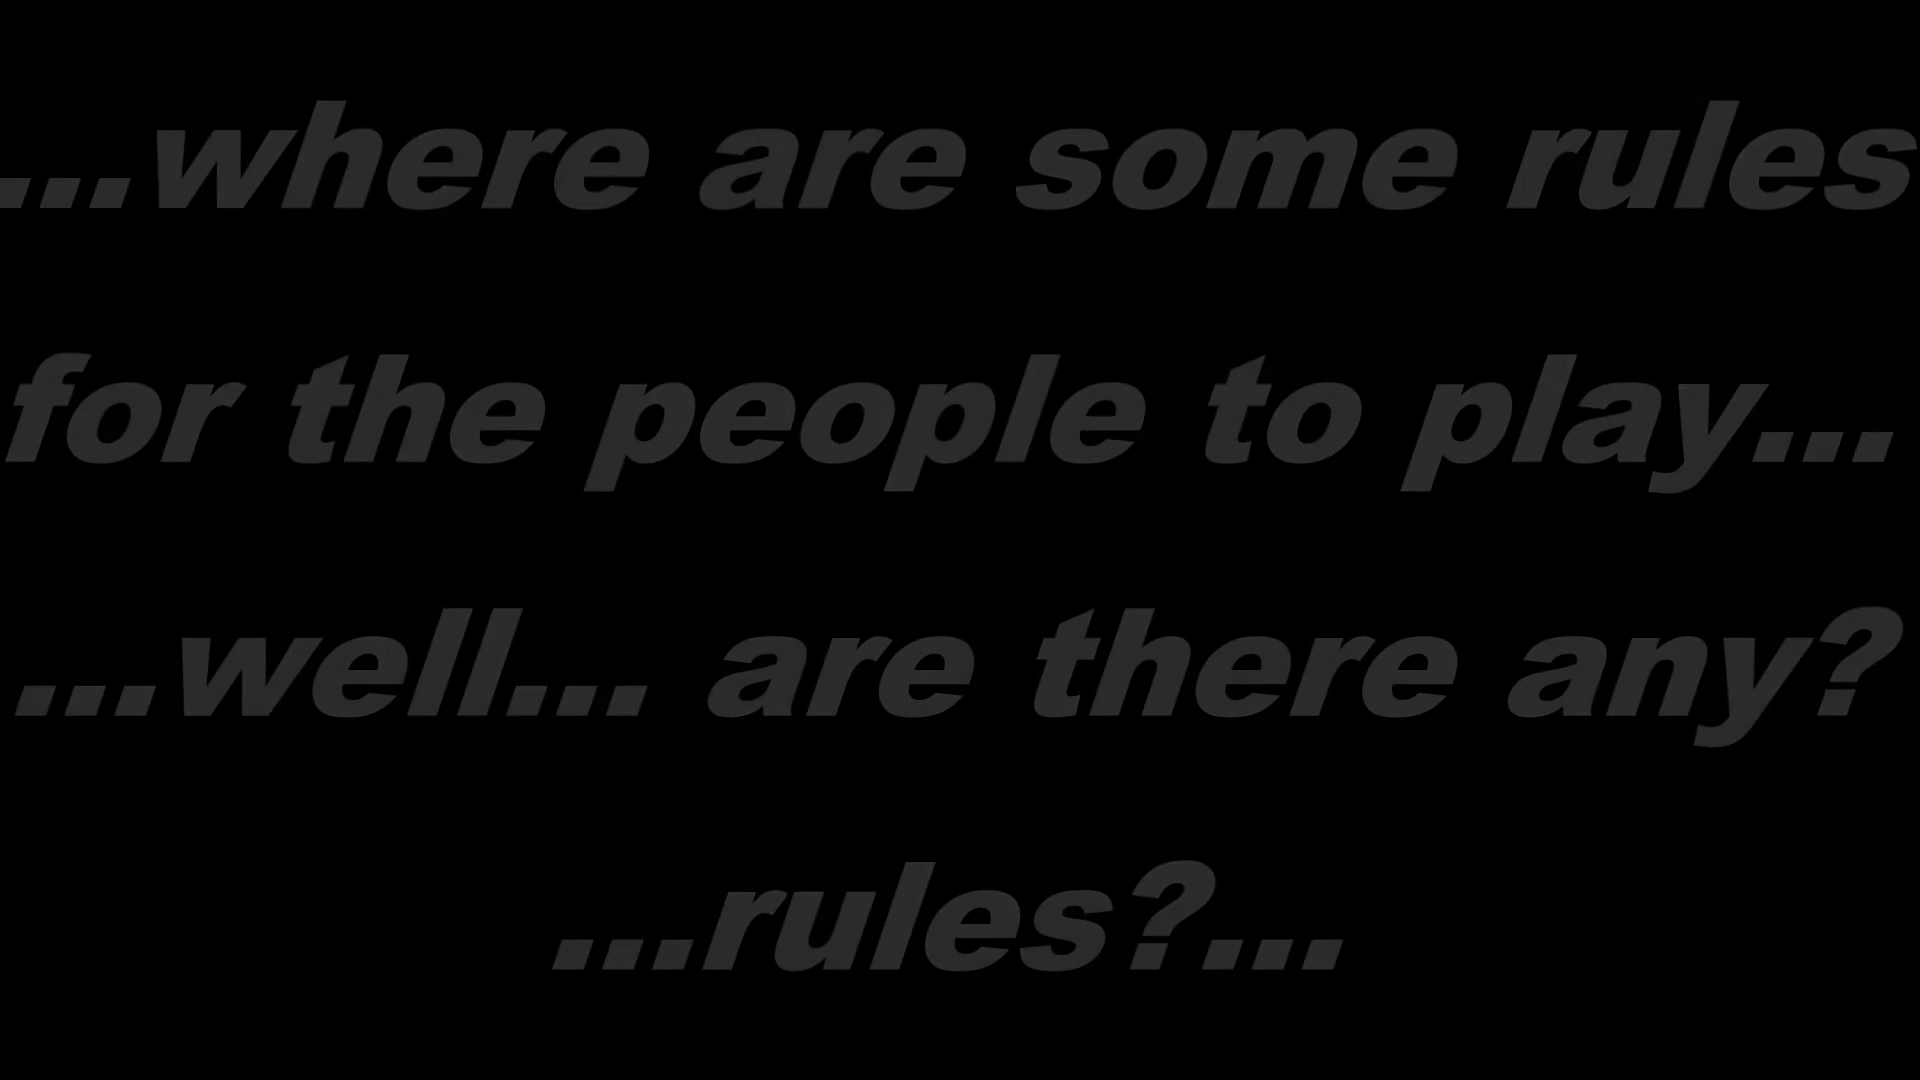 ...where are some rules
for the people to play...
...well... are there any?
...rules?...